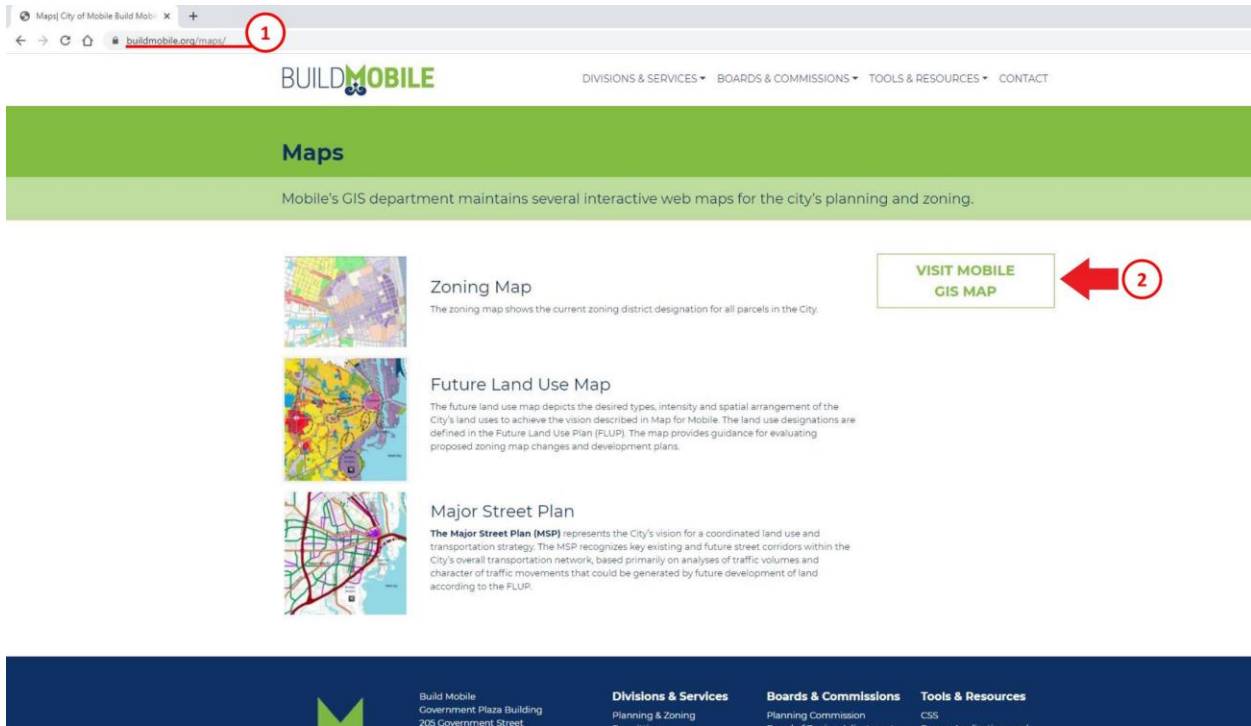 Maps| City of Mobile Build Mobi
buildmobile.org/maps/
1
BUILDMOBILE
DIVISIONS & SERVICES BOARDS & COMMISSIONS TOOLS & RESOURCES CONTACT
Maps
Mobile's GIS department maintains several interactive web maps for the city's planning and zoning.
Zoning Map
The zoning map shows the current zoning district designation for all parcels in the City.
VISIT MOBILE
GIS MAP
2
Future Land Use Map
The future land use map depicts the desired types, intensity and spatial arrangement of the
City's land uses to achieve the vision described in Map for Mobile. The land use designations are
defined in the Future Land Use Plan (FLUP). The map provides guidance for evaluating
proposed zoning map changes and development plans.
Major Street Plan
The Major Street Plan (MSP) represents the City's vision for a coordinated land use and
transportation strategy. The MSP recognizes key existing and future street corridors within the
City's overall transportation network, based primarily on analyses of traffic volumes and
character of traffic movements that could be generated by future development of land
according to the FLUP.
Build Mobile
Government Plaza Building
205 Government Street
Divisions & Services
Planning & Zoning
Boards & Commissions
Planning Commission
Tools & Resources
CSS